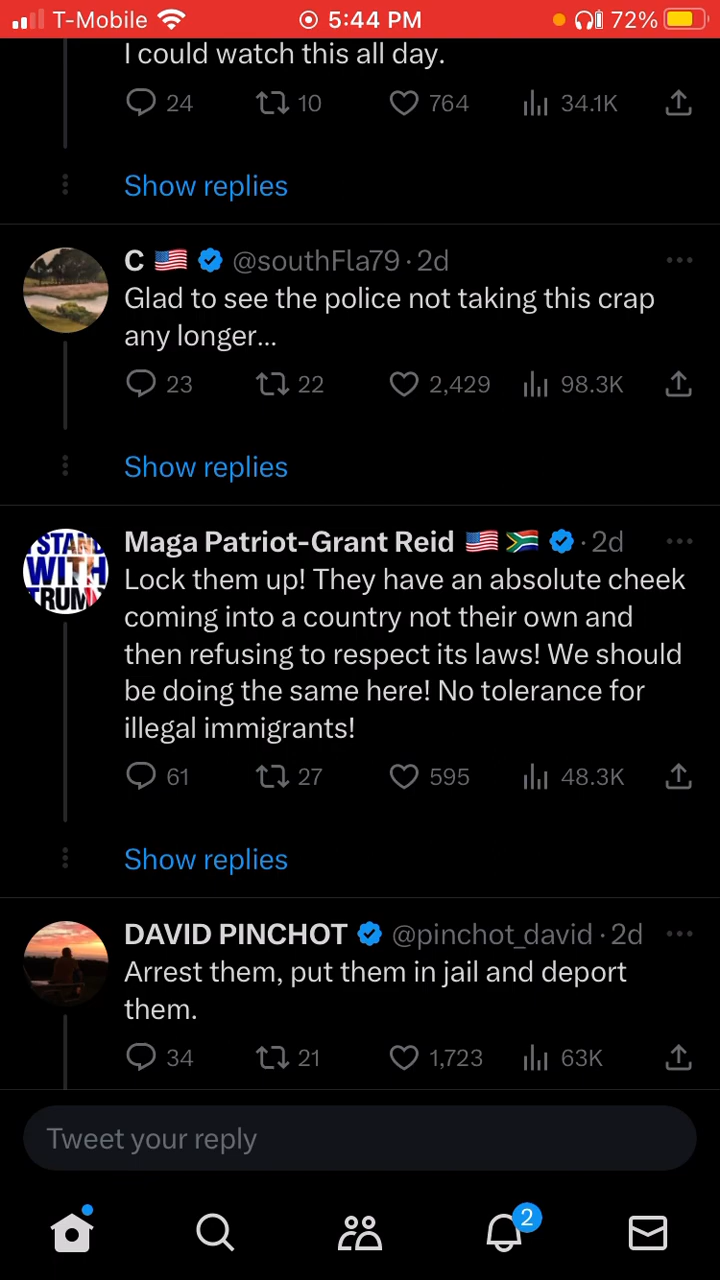 T-Mobile 5:44 PM 72%
I could watch this all day.
24 10 764 34.1K
Show replies
C 🇺🇸 @southFla79 · 2d
Glad to see the police not taking this crap
any longer...
23 22 2,429 98.3K
Show replies
Maga Patriot-Grant Reid 🇺🇸 🇿🇦 · 2d
STAND
WITH
TRUM
Lock them up! They have an absolute cheek
coming into a country not their own and
then refusing to respect its laws! We should
be doing the same here! No tolerance for
illegal immigrants!
61 27 595 48.3K
Show replies
DAVID PINCHOT @pinchot_david · 2d
Arrest them, put them in jail and deport
them.
34 21 1,723 63K
Tweet your reply
2